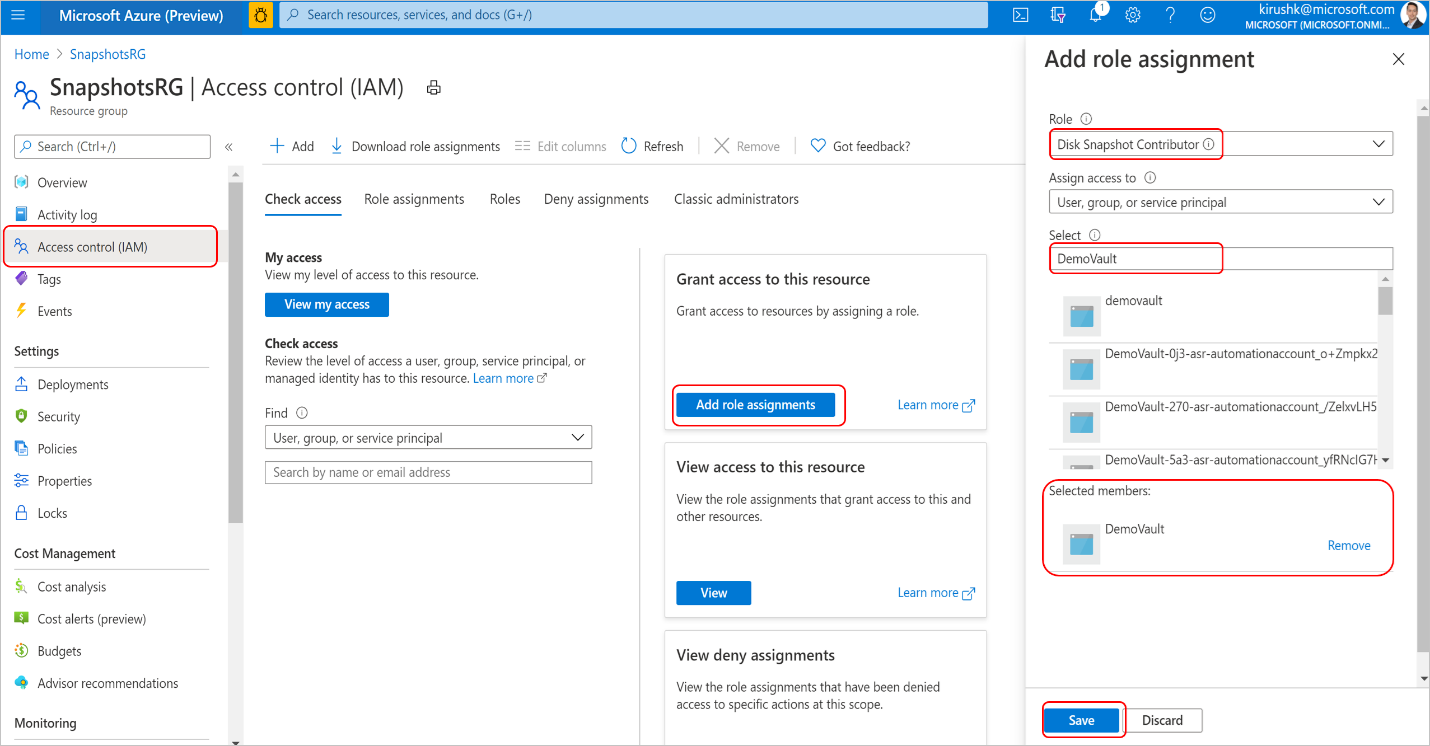 Microsoft Azure (Preview)
Search resources, services, and docs (G+/)
1
kirushk@microsoft.com
MICROSOFT (MICROSOFT.ONMI...
Home > SnapshotsRG
SnapshotsRG | Access control (IAM)
Resource group
Search (Ctrl+/)
«
Overview
Activity log
Access control (IAM)
Tags
Events
Settings
Deployments
Security
Policies
Properties
Locks
Cost Management
Cost analysis
Cost alerts (preview)
Budgets
Advisor recommendations
Monitoring
Add
Download role assignments
Edit columns
Refresh
Remove
Got feedback?
Check access
Role assignments
Roles
Deny assignments
Classic administrators
My access
View my level of access to this resource.
View my access
Check access
Review the level of access a user, group, service principal, or
managed identity has to this resource. Learn more
Find
User, group, or service principal
Search by name or email address
Grant access to this resource
Grant access to resources by assigning a role.
Add role assignments
Learn more
View access to this resource
View the role assignments that grant access to this and
other resources.
View
Learn more
View deny assignments
View the role assignments that have been denied
access to specific actions at this scope.
Add role assignment
Role
Disk Snapshot Contributor
Assign access to
User, group, or service principal
Select
DemoVault
demovault
DemoVault-0j3-asr-automationaccount_o+Zmpkx2
DemoVault-270-asr-automationaccount_/ZelxvLH5
DemoVault-5a3-asr-automationaccount_yfRNcIG7H
Selected members:
DemoVault
Remove
Save
Discard